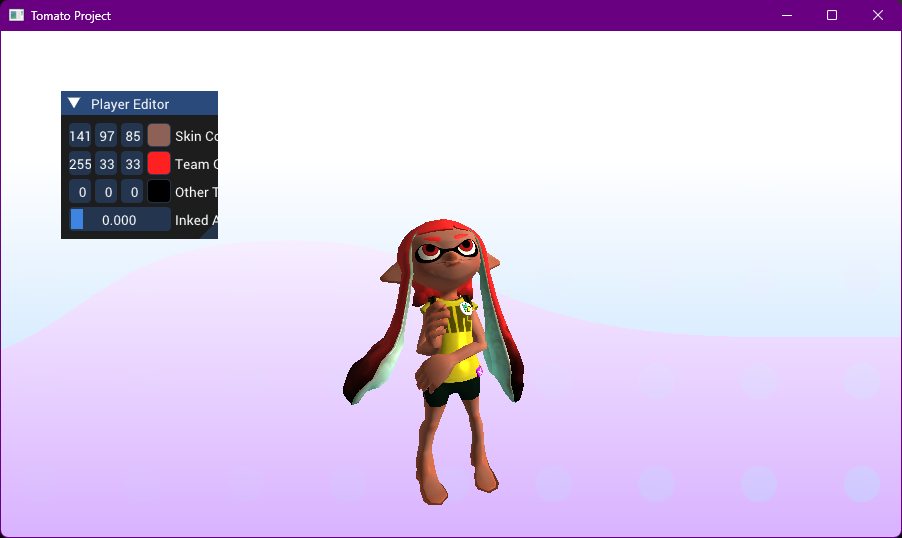 Tomato Project
Player Editor
141 97 85 Skin Co
255 33 33 Team C
0 0 0 Other T
0.000 Inked A